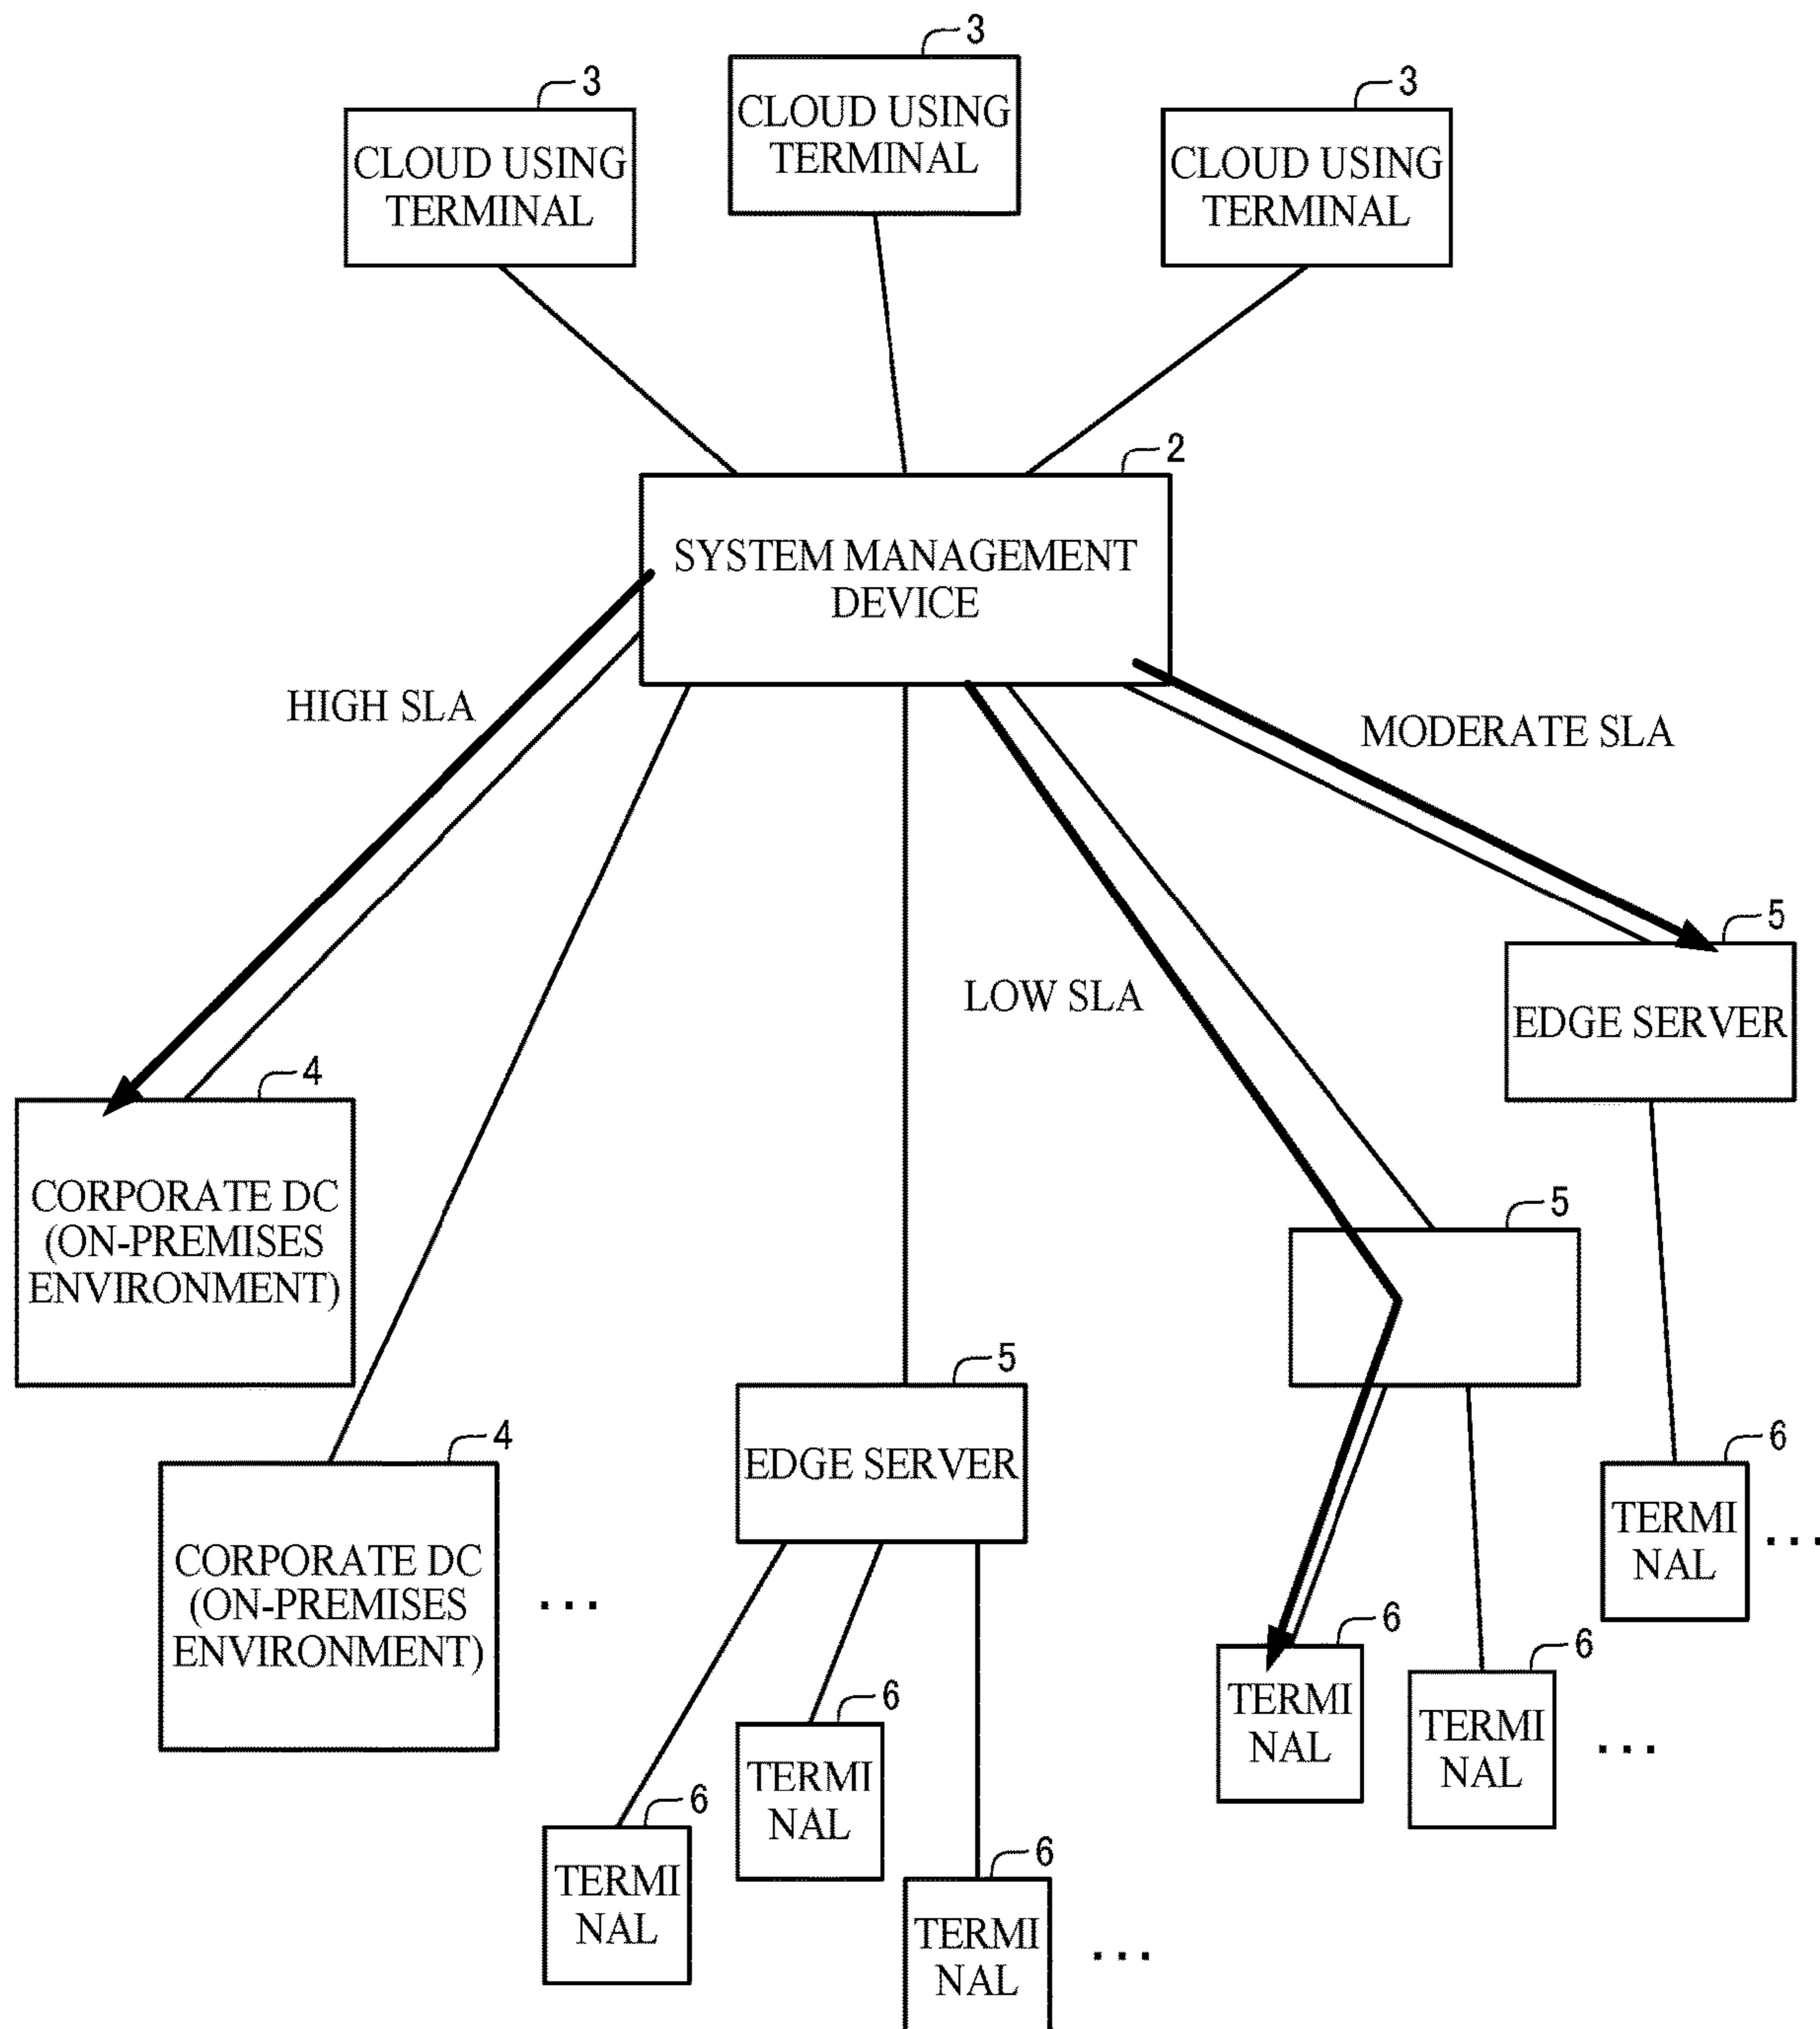 3
3
3
CLOUD USING
TERMINAL
CLOUD USING
TERMINAL
CLOUD USING
TERMINAL
2
SYSTEM MANAGEMENT
DEVICE
HIGH SLA
MODERATE SLA
LOW SLA
5
EDGE SERVER
4
CORPORATE DC
(ON-PREMISES
ENVIRONMENT)
5
5
EDGE SERVER
4
CORPORATE DC
(ON-PREMISES
ENVIRONMENT)
...
6
TERMI
NAL
...
6
TERMI
NAL
6
TERMI
NAL
...
6
TERMI
NAL
6
TERMI
NAL
6
TERMI
NAL
...